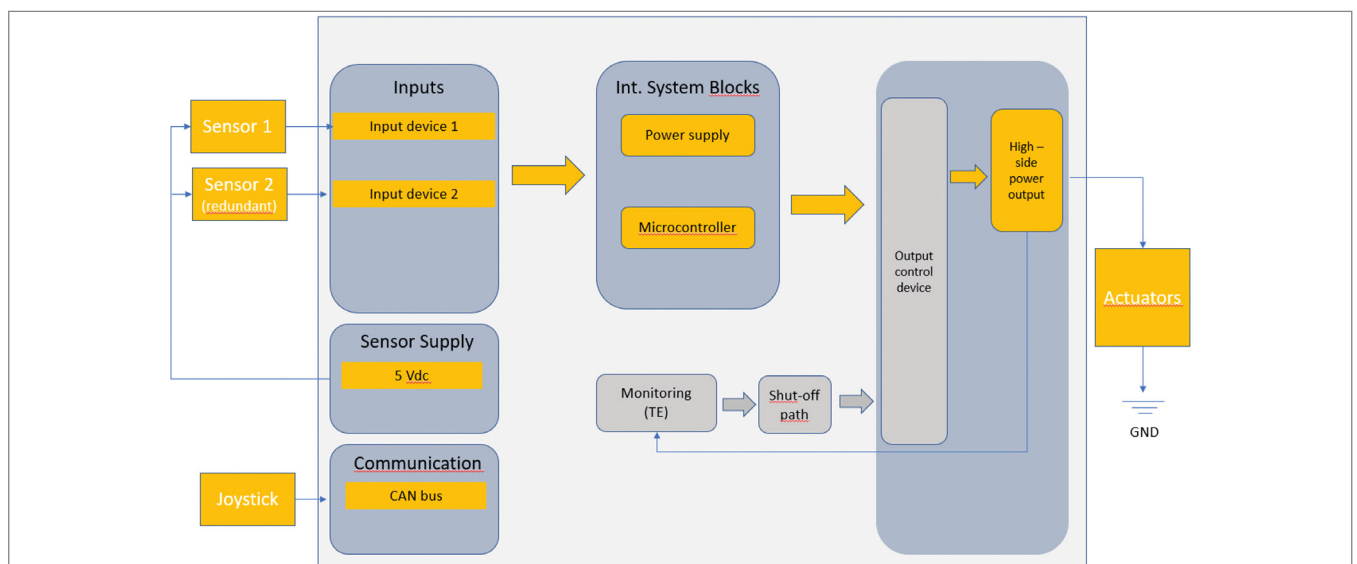 Inputs
Sensor 1
Input device 1
Sensor 2
(redundant)
Input device 2
Sensor Supply
5 Vdc
Communication
CAN bus
Joystick
Int. System Blocks
Power supply
Microcontroller
Monitoring
(TE)
Shut-off
path
Output
control
device
High –
side
power
output
Actuators
GND